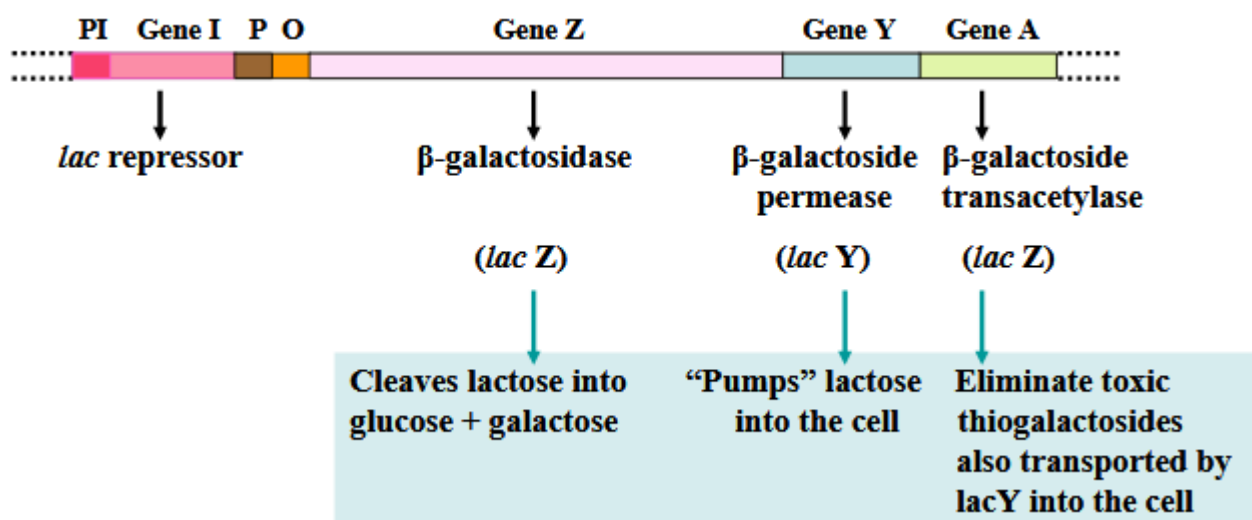 PI Gene I P O Gene Z Gene Y Gene A
lac repressor
β-galactosidase
β-galactoside
permease
β-galactoside
transacetylase
(lac Z)
(lac Y)
(lac Z)
Cleaves lactose into
glucose + galactose
“Pumps” lactose
into the cell
Eliminate toxic
thiogalactosides
also transported by
lacY into the cell